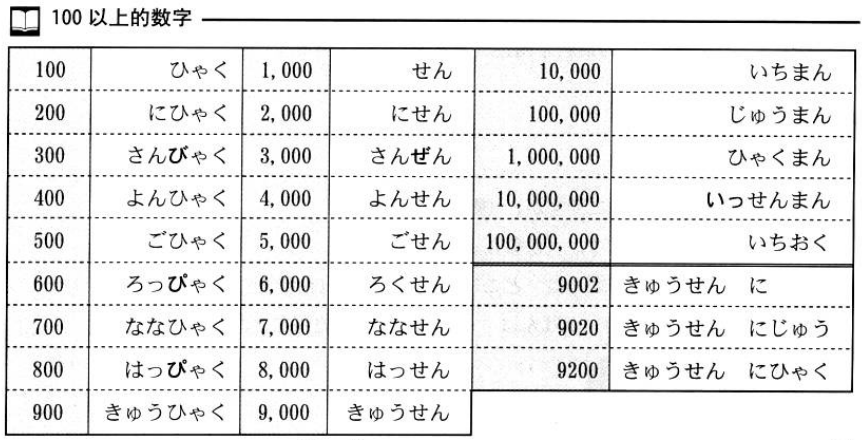 100 以上的数字
100 ひゃく 1,000 せん 10,000 いちまん
200 にひゃく 2,000 にせん 100,000 じゅうまん
300 さんびゃく 3,000 さんぜん 1,000,000 ひゃくまん
400 よんひゃく 4,000 よんせん 10,000,000 いっせんまん
500 ごひゃく 5,000 ごせん 100,000,000 いちおく
600 ろっぴゃく 6,000 ろくせん 9002 きゅうせん に
700 ななひゃく 7,000 ななせん 9020 きゅうせん にじゅう
800 はっぴゃく 8,000 はっせん 9200 きゅうせん にひゃく
900 きゅうひゃく 9,000 きゅうせん